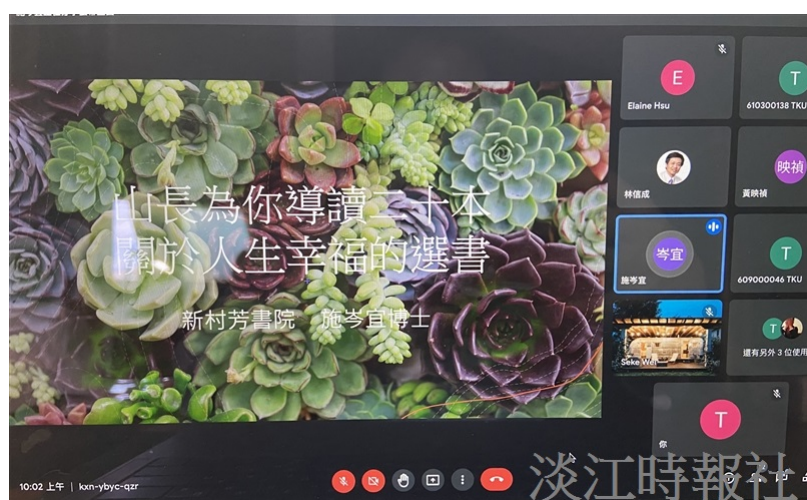 山長為你導讀二十本
關於人生幸福的選書
新村芳書院 施岑宜博士
E
Elaine Hsu
T
610300138 TKU
林信成
映禎
黃映禎
岑宜
施岑宜
T
609000046 TKU
Seke Wei
T
還有另外 3 位使用
T
你
10:02 上午 | kxn-ybyc-qzr
淡江時報社